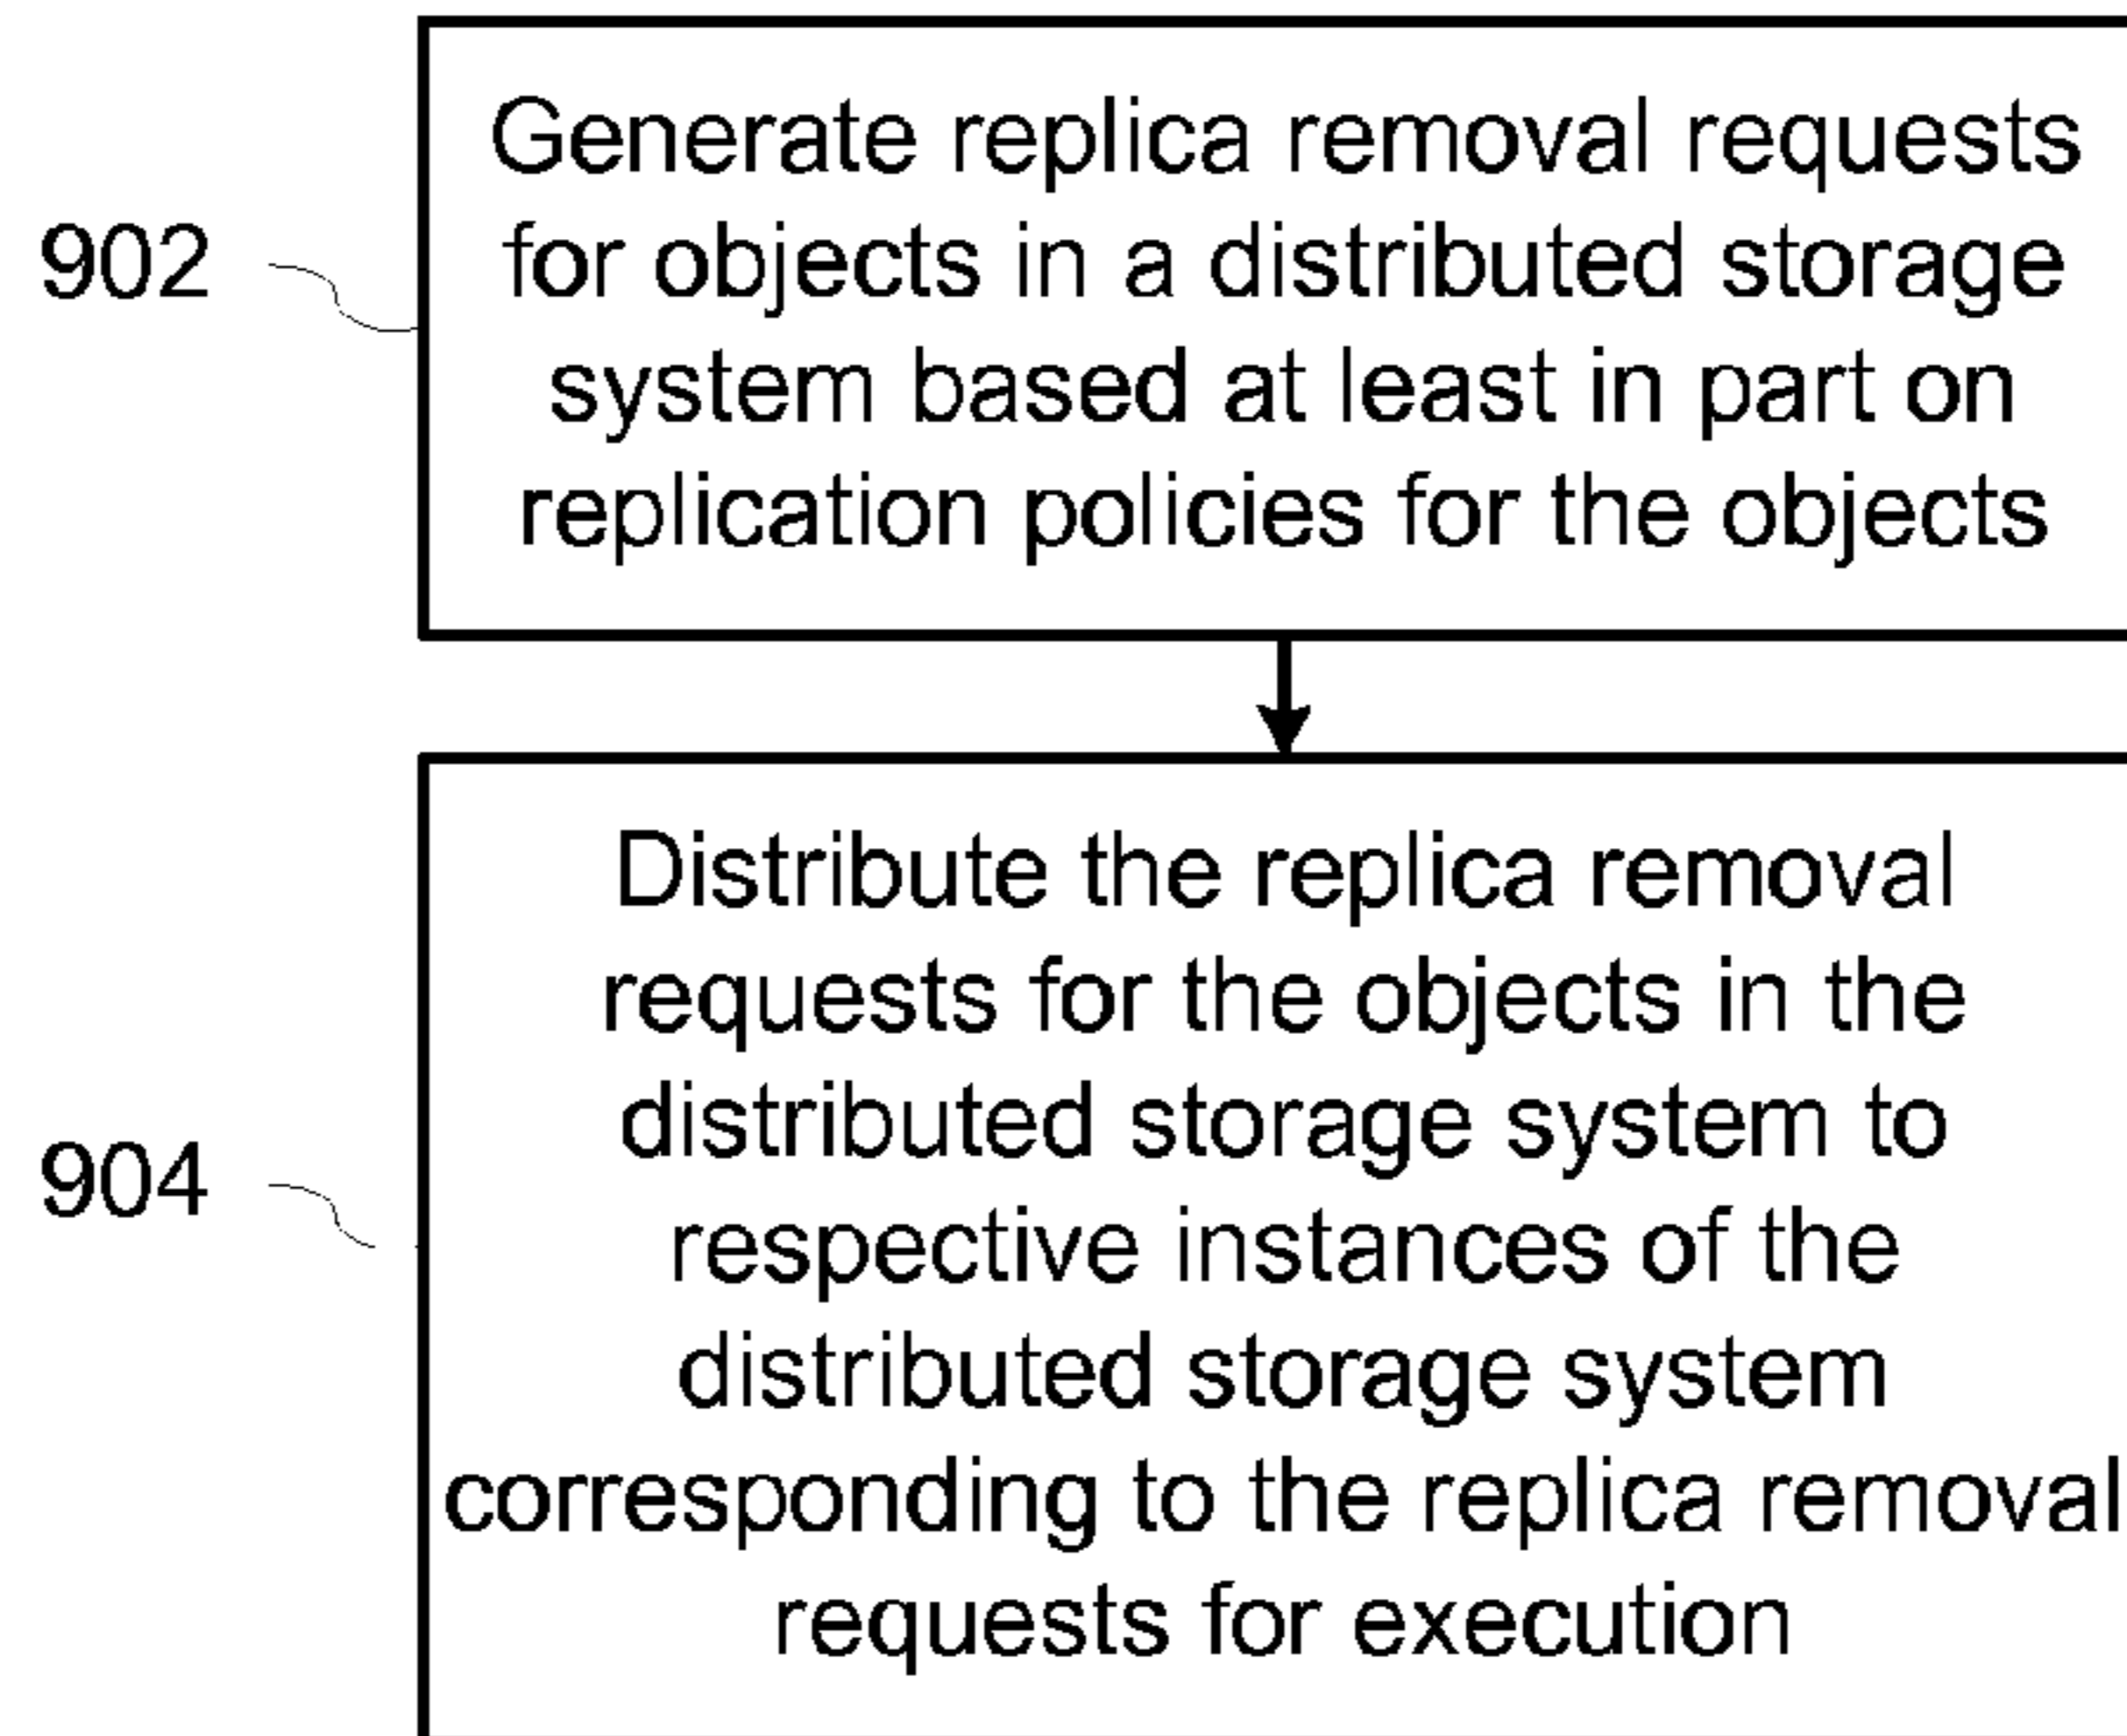 902
Generate replica removal requests
for objects in a distributed storage
system based at least in part on
replication policies for the objects
904
Distribute the replica removal
requests for the objects in the
distributed storage system to
respective instances of the
distributed storage system
corresponding to the replica removal
requests for execution